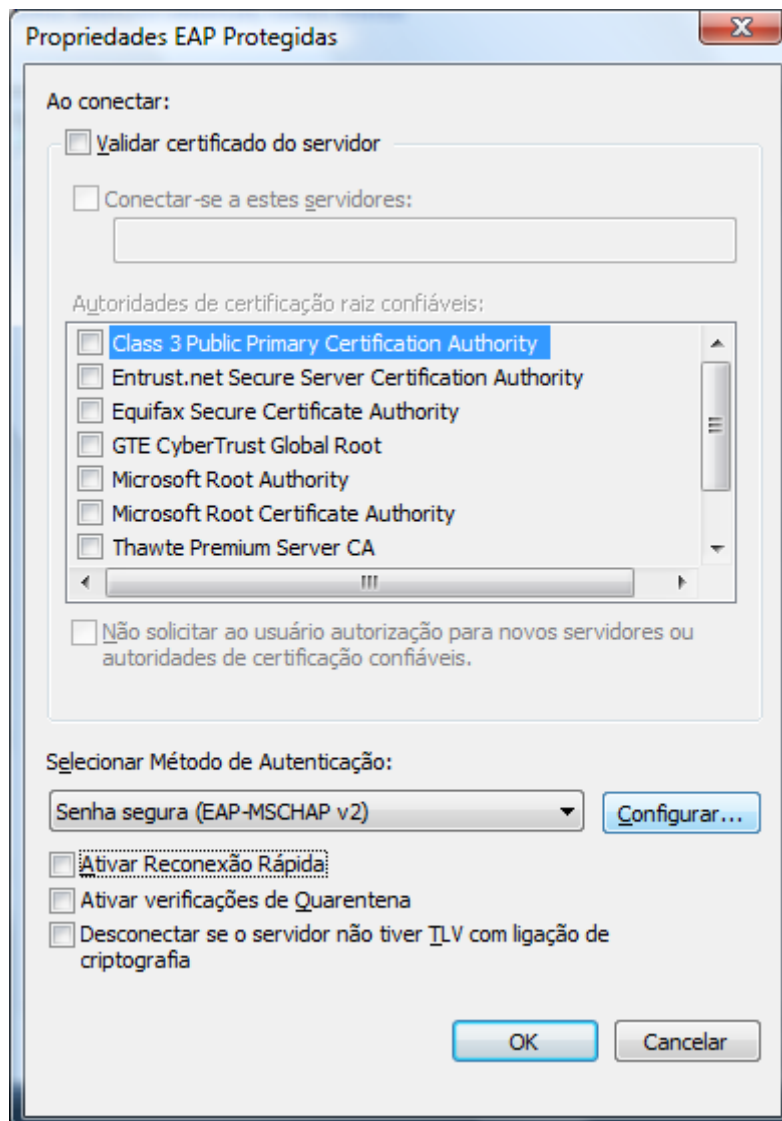 Propriedades EAP Protegidas
Ao conectar:
Validar certificado do servidor
Conectar-se a estes servidores:
Autoridades de certificação raiz confiáveis:
Class 3 Public Primary Certification Authority
Entrust.net Secure Server Certification Authority
Equifax Secure Certificate Authority
GTE CyberTrust Global Root
Microsoft Root Authority
Microsoft Root Certificate Authority
Thawte Premium Server CA
Não solicitar ao usuário autorização para novos servidores ou
autoridades de certificação confiáveis.
Selecionar Método de Autenticação:
Senha segura (EAP-MSCHAP v2)
Configurar...
Ativar Reconexão Rápida
Ativar verificações de Quarentena
Desconectar se o servidor não tiver TLV com ligação de
criptografia
OK
Cancelar